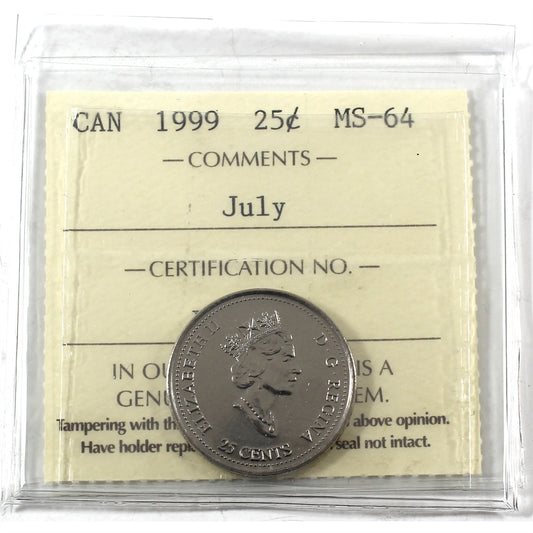 CAN 1999 25¢ MS-64
— COMMENTS —
July
— CERTIFICATION NO. —
IN OU IS A
GENU EM.
Tampering with th above opinion.
Have holder repl seal not intact.
ELIZABETH II D·G·REGINA
25 CENTS